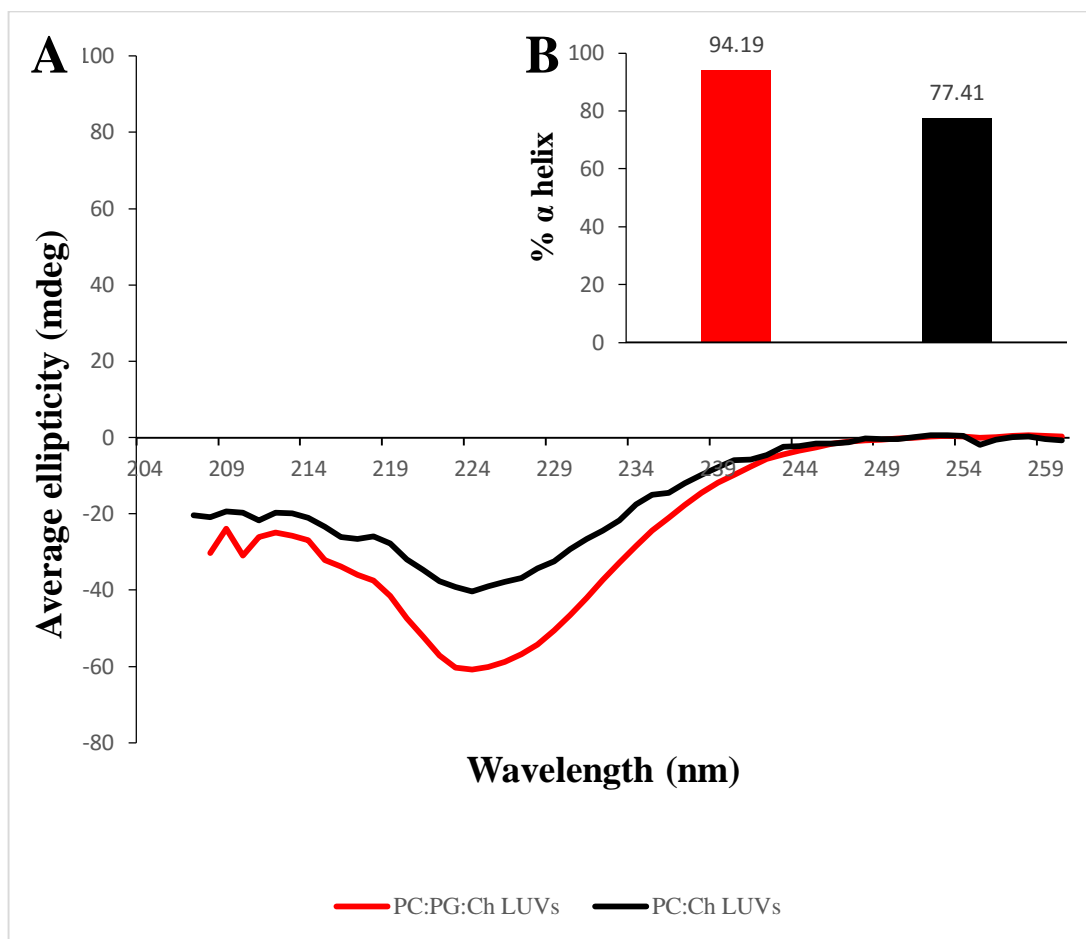 A
Average ellipticity (mdeg)
100
80
60
40
20
0
-20
-40
-60
-80
204 209 214 219 224 229 234 239 244 249 254 259
Wavelength (nm)
B
% α helix
100
80
60
40
20
0
94.19
77.41
PC:PG:Ch LUVs PC:Ch LUVs